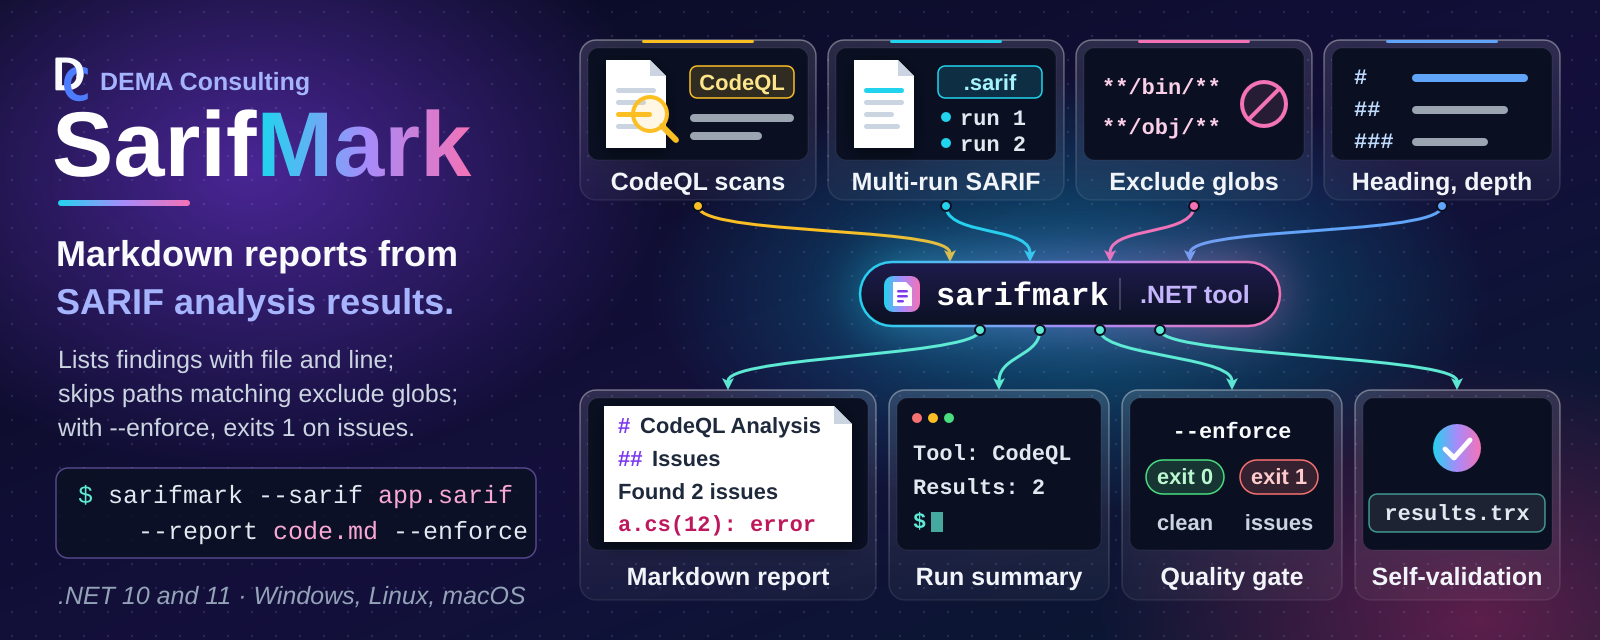 DC DEMA Consulting
SarifMark
Markdown reports from
SARIF analysis results.
Lists findings with file and line;
skips paths matching exclude globs;
with --enforce, exits 1 on issues.
$ sarifmark --sarif app.sarif
--report code.md --enforce
.NET 10 and 11 · Windows, Linux, macOS
CodeQL
CodeQL scans
.sarif
run 1
run 2
Multi-run SARIF
**/bin/**
**/obj/**
Exclude globs
#
##
###
Heading, depth
sarifmark .NET tool
# CodeQL Analysis
## Issues
Found 2 issues
a.cs(12): error
Markdown report
Tool: CodeQL
Results: 2
$
Run summary
--enforce
exit 0 exit 1
clean issues
Quality gate
results.trx
Self-validation